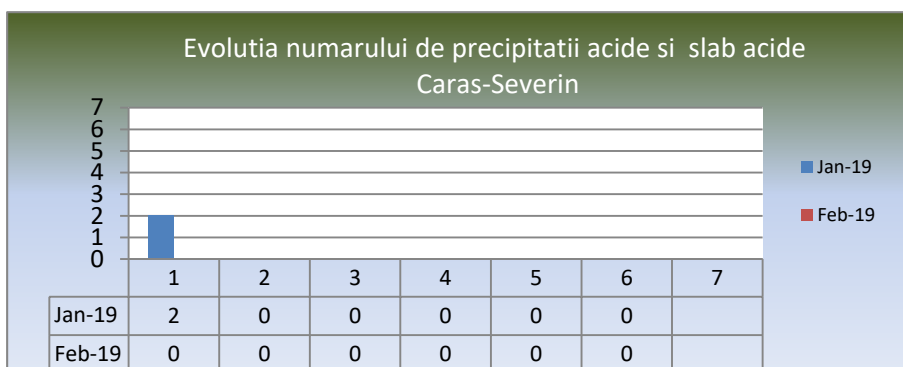 Evolutia numarului de precipitatii acide si slab acide
Caras-Severin
7
6
5
4
3
2
1
0
Jan-19
Feb-19
1 2 3 4 5 6 7
Jan-19 2 0 0 0 0 0
Feb-19 0 0 0 0 0 0